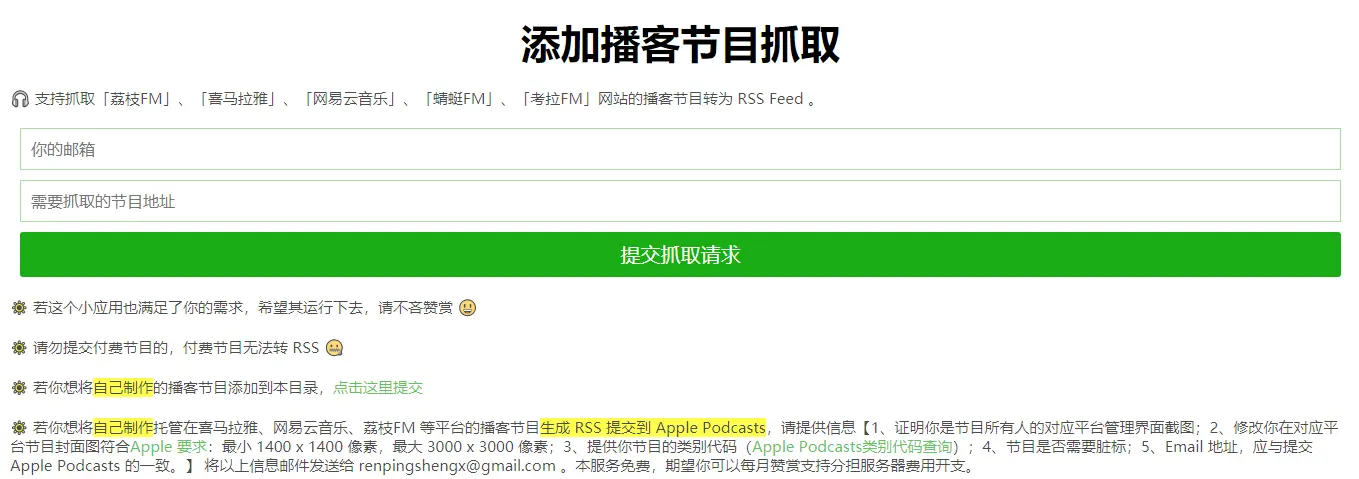 添加播客节目抓取
🎧 支持抓取「荔枝FM」、「喜马拉雅」、「网易云音乐」、「蜻蜓FM」、「考拉FM」网站的播客节目转为 RSS Feed 。
你的邮箱
需要抓取的节目地址
提交抓取请求
若这个小应用也满足了你的需求，希望其运行下去，请不吝赞赏 😃
请勿提交付费节目的，付费节目无法转 RSS 🤐
若你想将自己制作的播客节目添加到本目录，点击这里提交
若你想将自己制作托管在喜马拉雅、网易云音乐、荔枝FM 等平台的播客节目生成 RSS 提交到 Apple Podcasts，请提供信息【1、证明你是节目所有人的对应平台管理界面截图；2、修改你在对应平
台节目封面图符合Apple 要求：最小 1400 x 1400 像素，最大 3000 x 3000 像素；3、提供你节目的类别代码（Apple Podcasts类别代码查询）；4、节目是否需要脏标；5、Email 地址，应与提交
Apple Podcasts 的一致。】 将以上信息邮件发送给 renpingshengx@gmail.com 。本服务免费，期望你可以每月赞赏支持分担服务器费用开支。